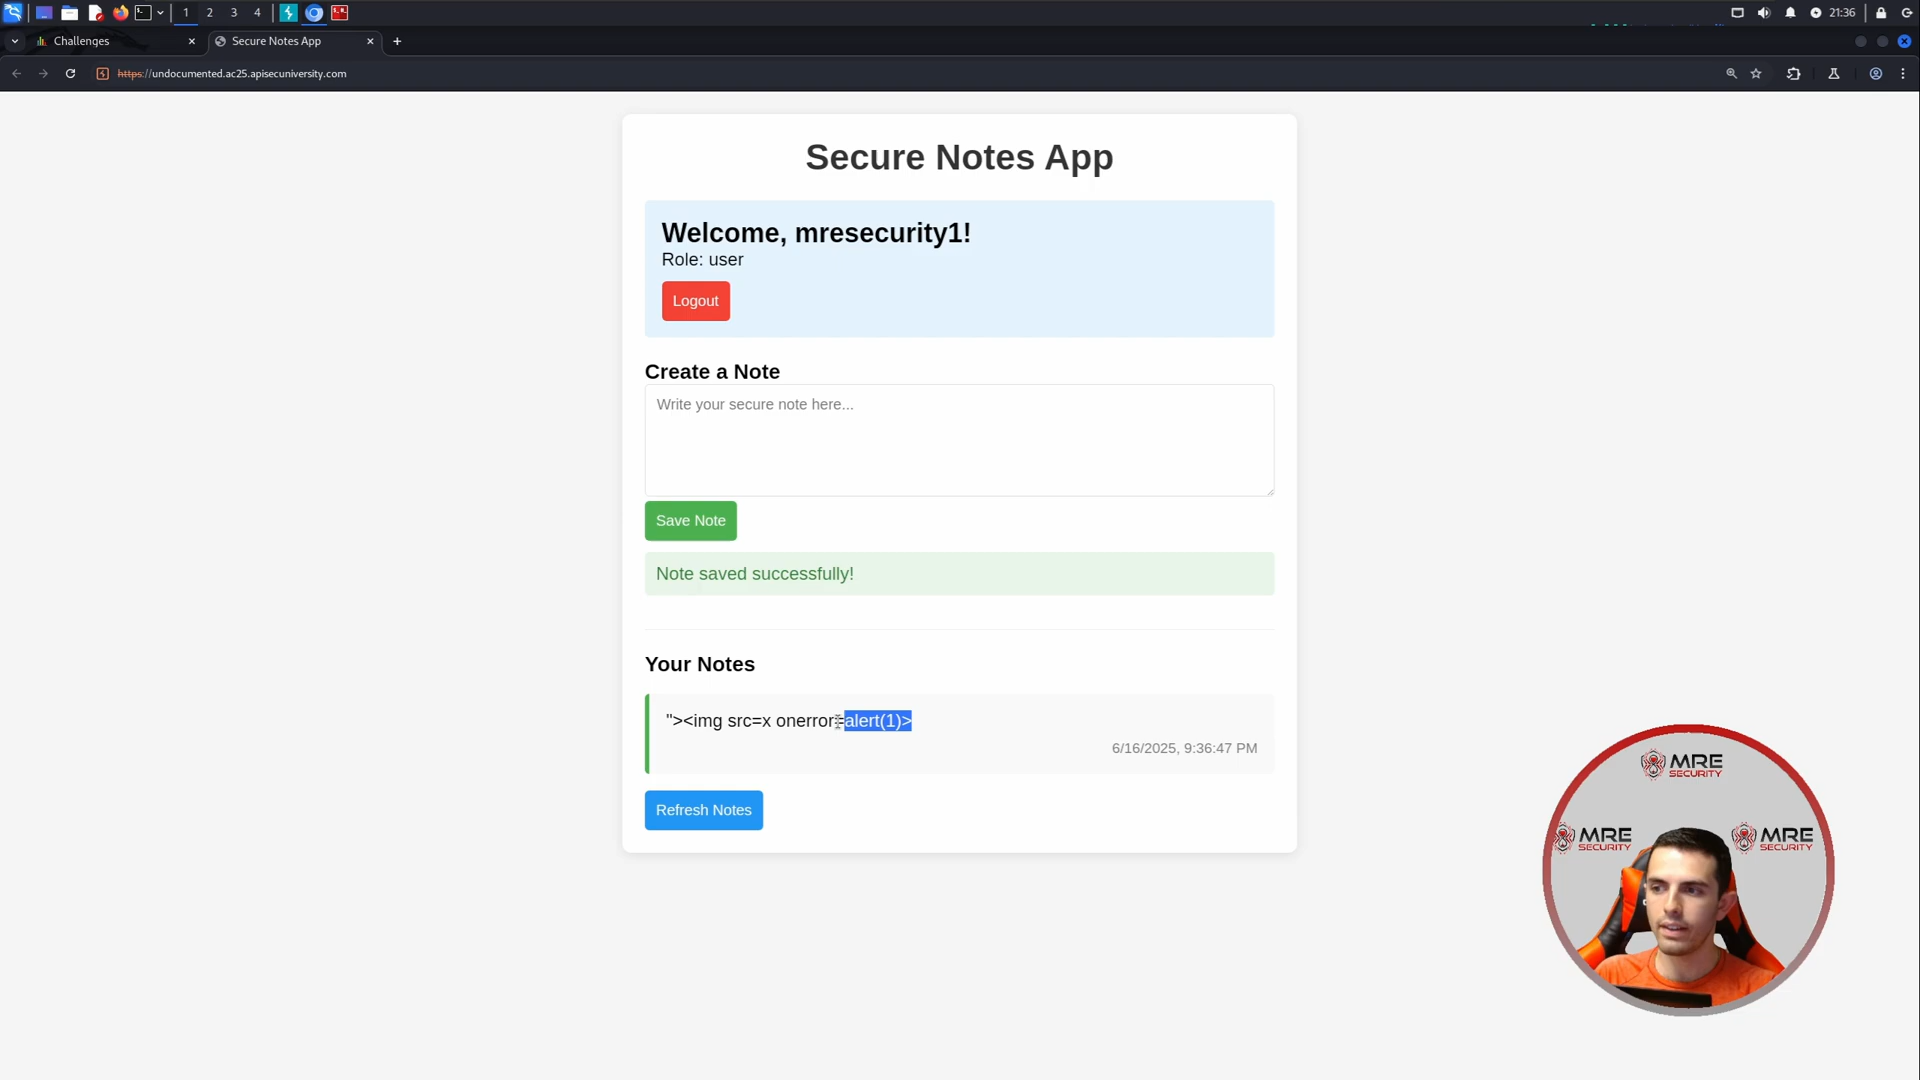 1 2 3 4 21:36
Challenges Secure Notes App
https://undocumented.ac25.apisecuniversity.com
Secure Notes App
Welcome, mresecurity1!
Role: user
Logout
Create a Note
Write your secure note here...
Save Note
Note saved successfully!
Your Notes
"><img src=x onerror=alert(1)>
6/16/2025, 9:36:47 PM
Refresh Notes
MRE
SECURITY
MRE
SECURITY
MRE
SECURITY